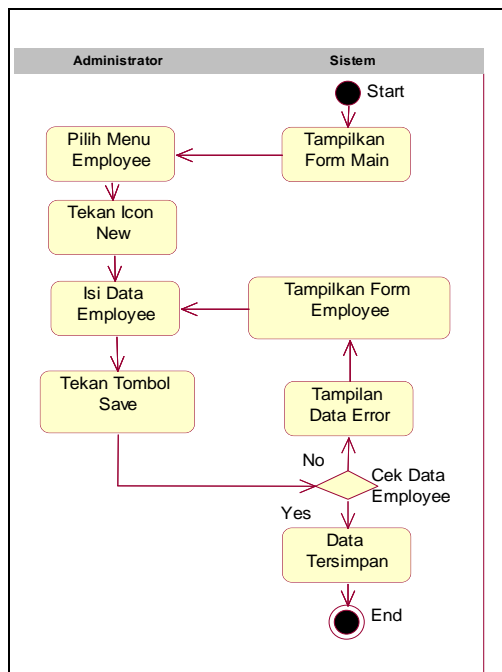 Administrator
Sistem
Start
Tampilkan
Form Main
Pilih Menu
Employee
Tekan Icon
New
Isi Data
Employee
Tampilkan Form
Employee
Tekan Tombol
Save
Tampilan
Data Error
No
Cek Data
Employee
Yes
Data
Tersimpan
End